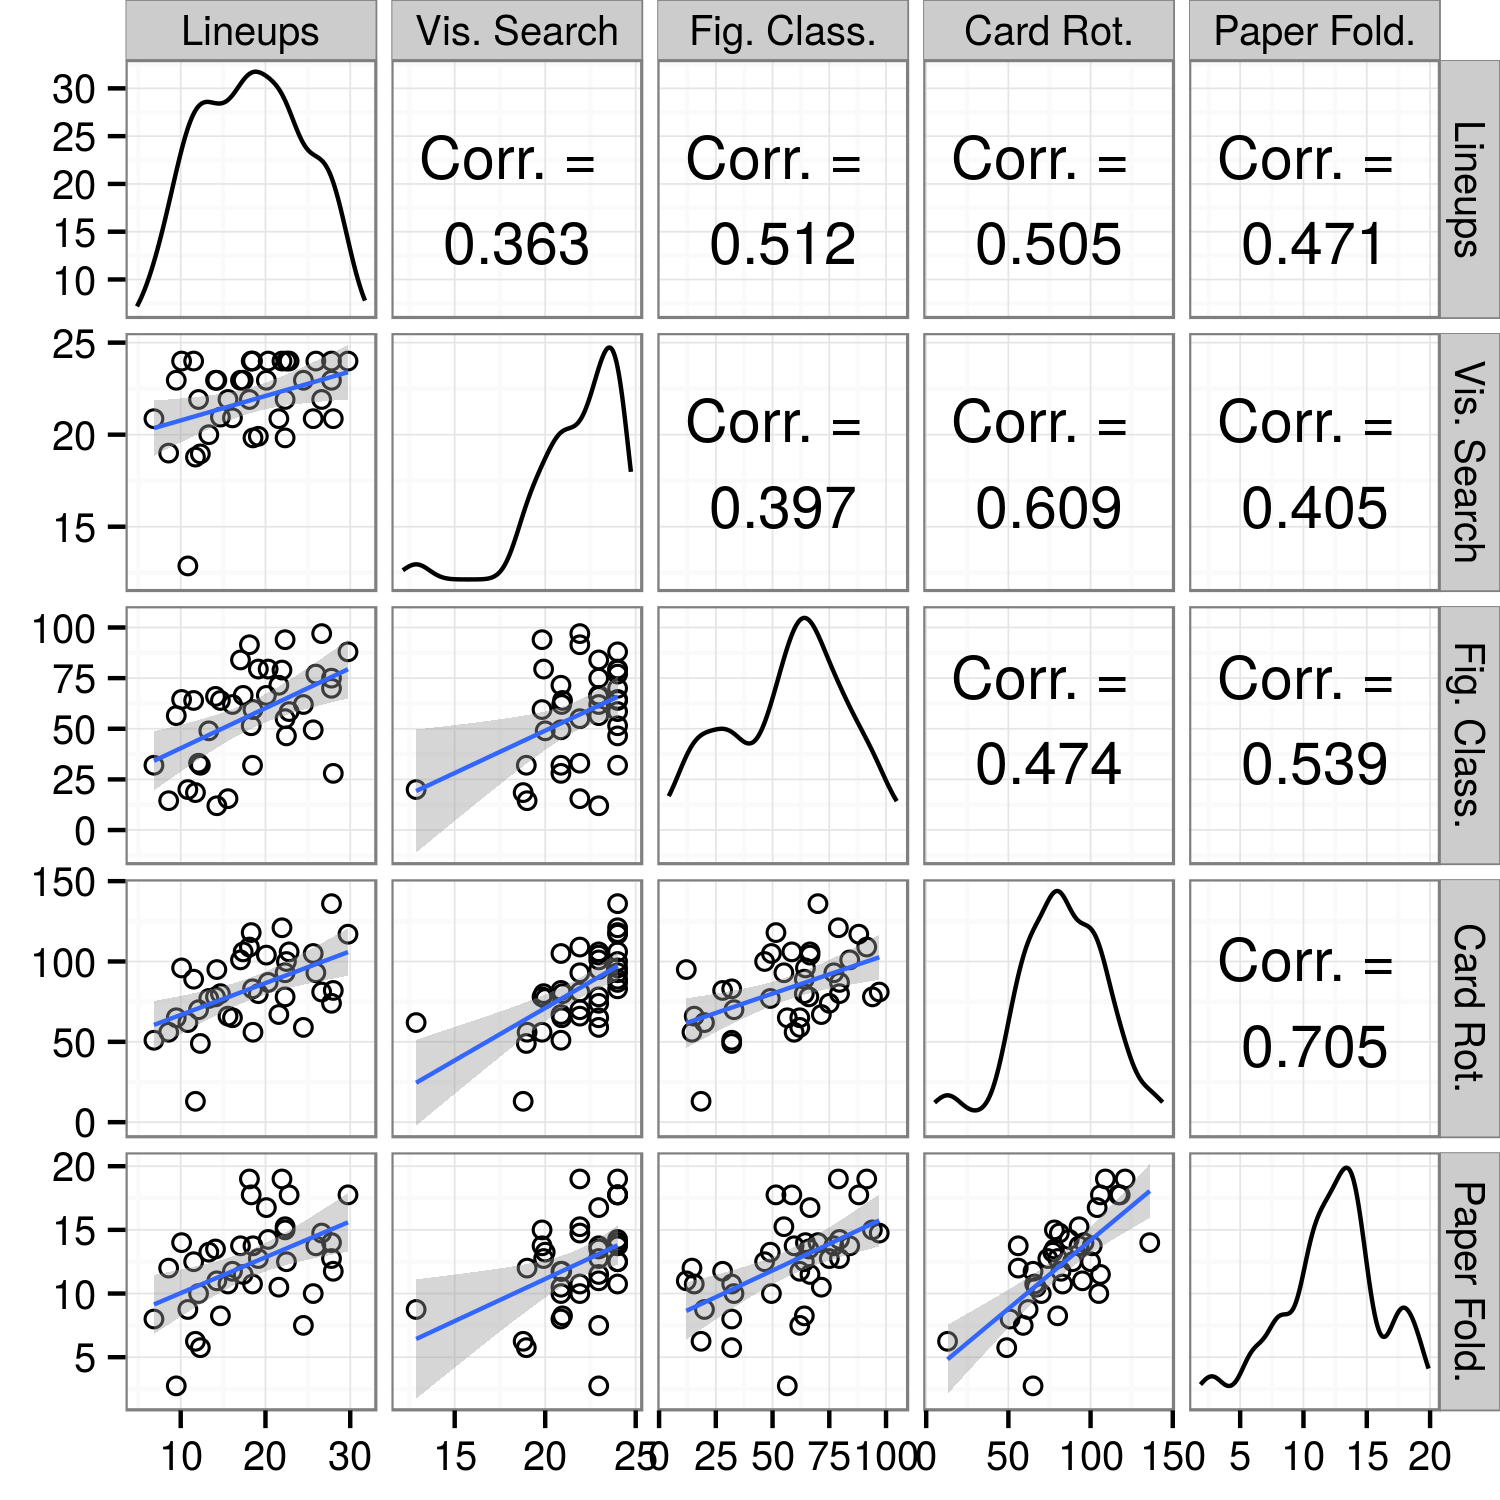 Lineups Vis. Search Fig. Class. Card Rot. Paper Fold.
30
25
20
15
10
Corr. =
0.363
Corr. =
0.512
Corr. =
0.505
Corr. =
0.471
Lineups
25
20
15
Corr. =
0.397
Corr. =
0.609
Corr. =
0.405
Vis. Search
100
75
50
25
0
Corr. =
0.474
Corr. =
0.539
Fig. Class.
150
100
50
0
Corr. =
0.705
Card Rot.
20
15
10
5
Paper Fold.
10 20 30 15 20 25 0 25 50 75 100 0 50 100 150 5 10 15 20